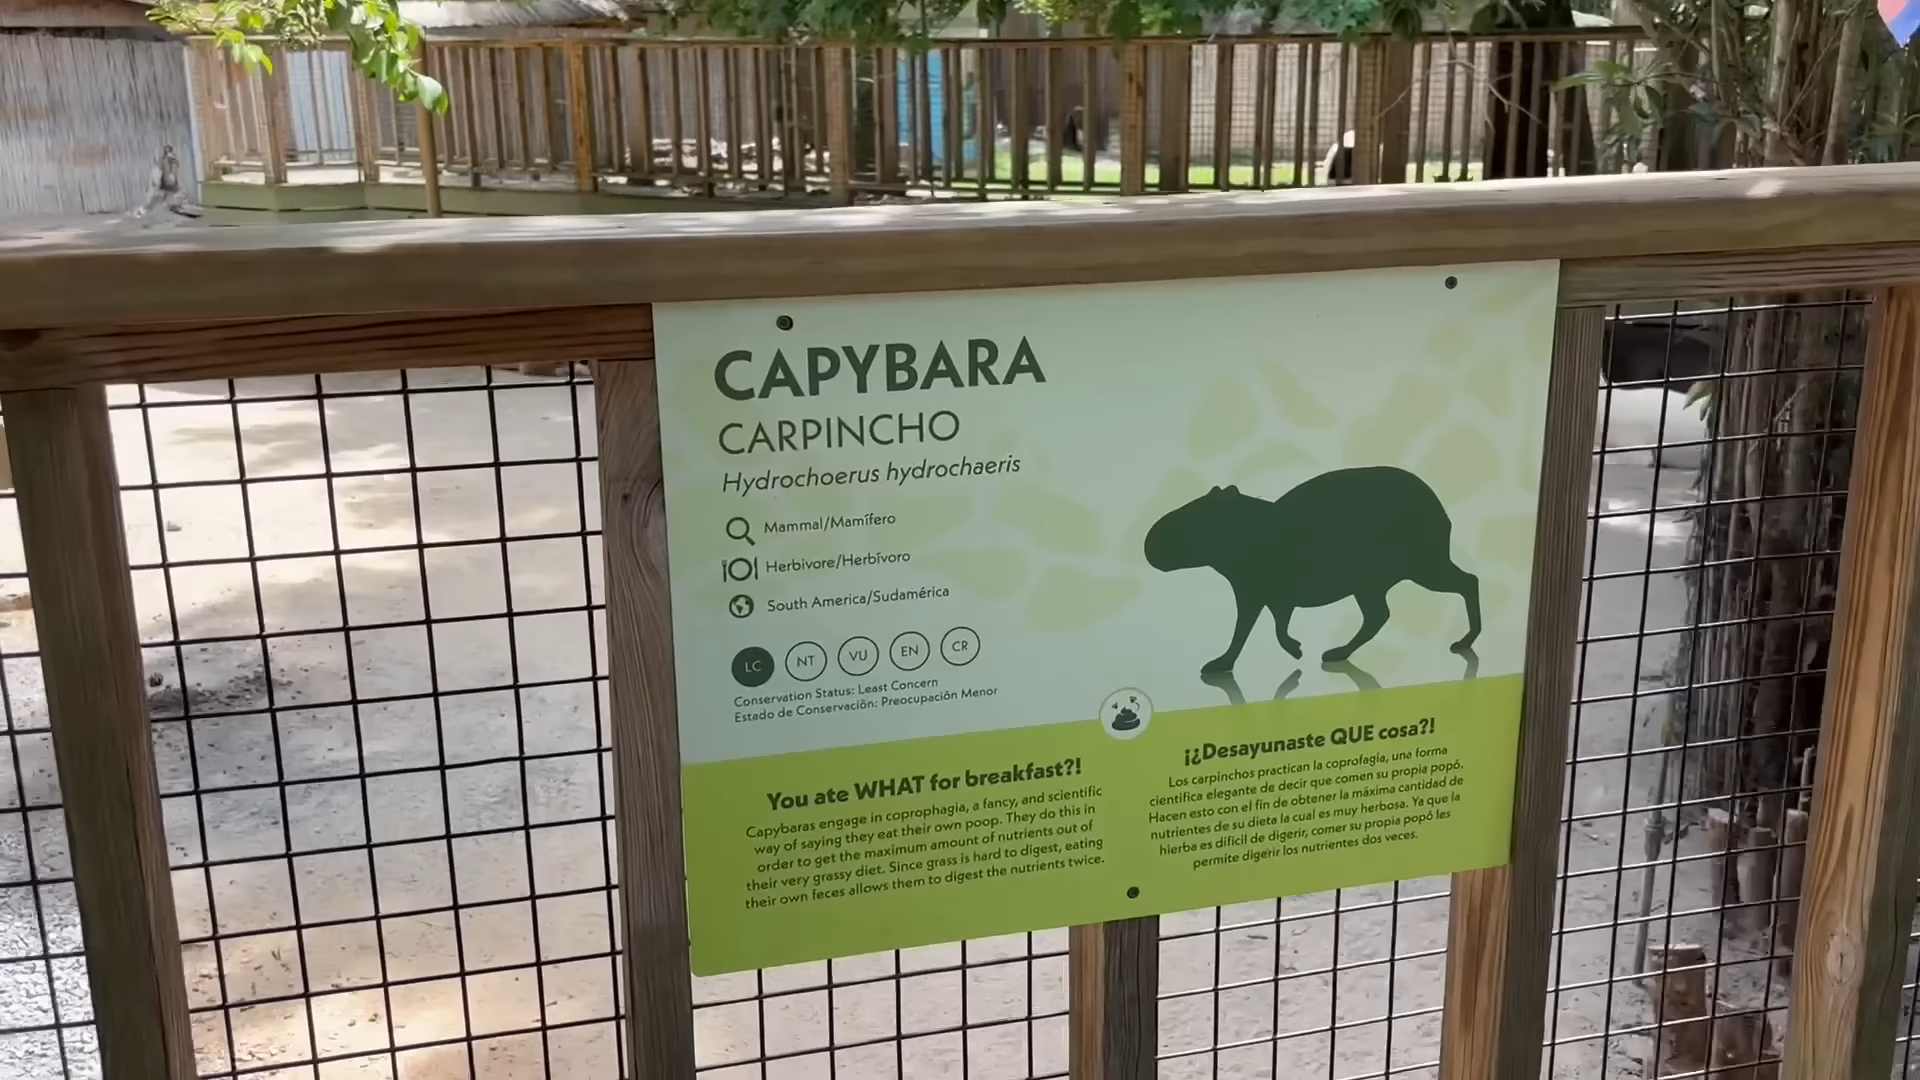 CAPYBARA
CARPINCHO
Hydrochoerus hydrochaeris
Mammal/Mamífero
Herbivore/Herbívoro
South America/Sudamérica
LC NT VU EN CR
Conservation Status: Least Concern
Estado de Conservaciôn: Preocupaciôn Menor
You ate WHAT for breakfast?!
Capybaras engage in coprophagia, a fancy, and scientific
way of saying they eat their own poop. They do this in
order to get the maximum amount of nutrients out of
their very grassy diet. Since grass is hard to digest, eating
their own feces allows them to digest the nutrients twice.
¡¿Desayunaste QUE cosa?!
Los carpinchos practican la coprofagia, una forma
cientifica elegante de decir que comen su propia popó.
Hacen esto con el fin de obtener la máxima cantidad de
nutrientes de su dieta la cual es muy herbosa. Ya que la
hierba es difícil de digerir, comer su propia popó les
permite digerir los nutrientes dos veces.